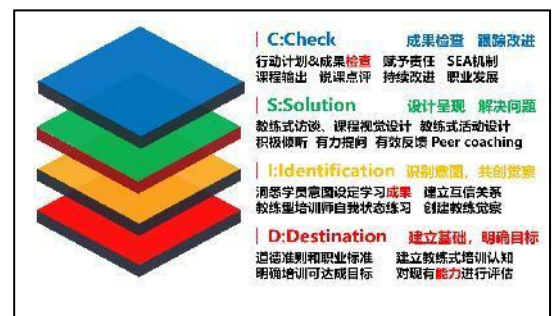 | C:Check 成果检查 跟踪改进
行动计划&成果检查 赋予责任 SEA机制
课程输出 说课点评 持续改进 职业发展
| S:Solution 设计呈现 解决问题
教练式访谈、课程视觉设计 教练式活动设计
积极倾听 有力提问 有效反馈 Peer coaching
| I:Identification 识别意图，共创觉察
洞悉学员意图设定学习成果 建立互信关系
教练型培训师自我状态练习 创建教练觉察
| D:Destination 建立基础，明确目标
道德准则和职业标准 建立教练式培训认知
明确培训可达成目标 对现有能力进行评估